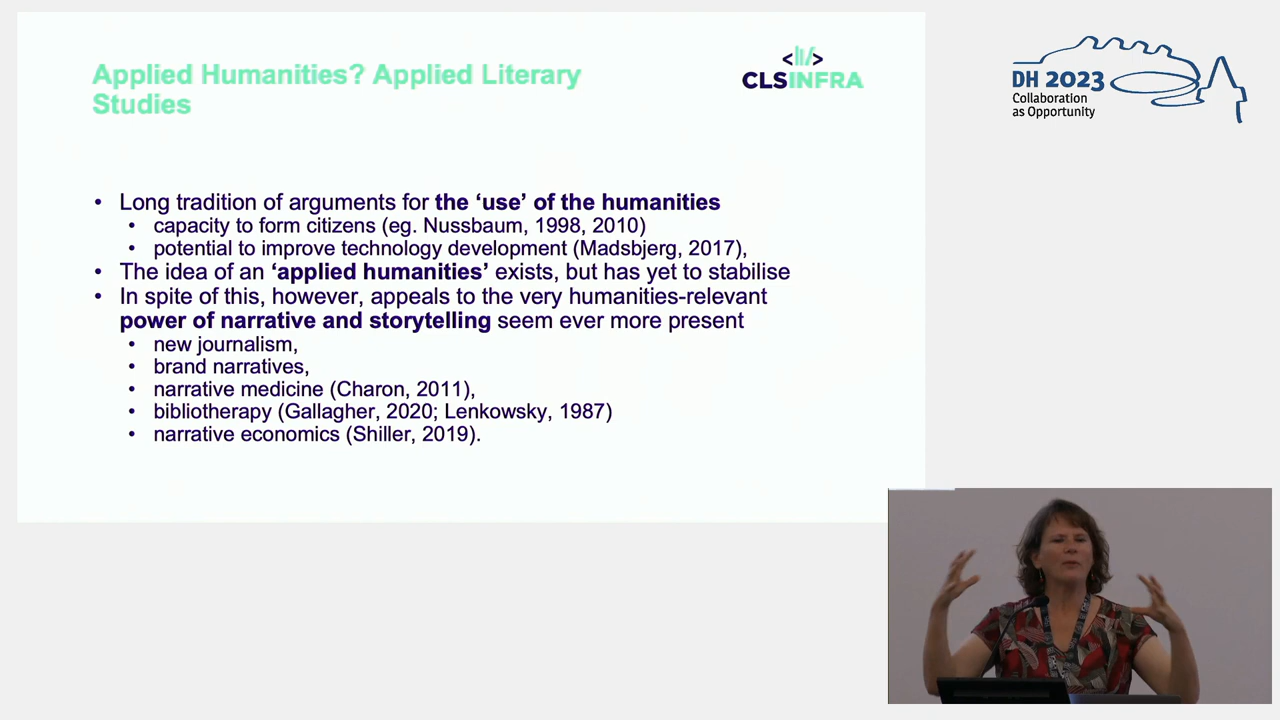 Applied Humanities? Applied Literary
Studies
CLSINFRA
• Long tradition of arguments for the ‘use’ of the humanities
• capacity to form citizens (eg. Nussbaum, 1998, 2010)
• potential to improve technology development (Madsbjerg, 2017),
• The idea of an ‘applied humanities’ exists, but has yet to stabilise
• In spite of this, however, appeals to the very humanities-relevant
power of narrative and storytelling seem ever more present
• new journalism,
• brand narratives,
• narrative medicine (Charon, 2011),
• bibliotherapy (Gallagher, 2020; Lenkowsky, 1987)
• narrative economics (Shiller, 2019).
DH 2023
Collaboration
as Opportunity